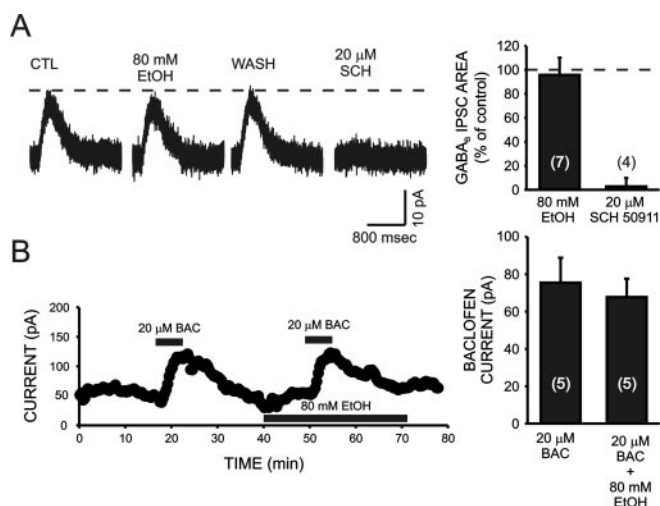 A
CTL
80 mM
EtOH
WASH
20 µM
SCH
10 pA
800 msec
GABA_B IPSC AREA
(% of control)
120
100
80
60
40
20
0
(7)
(4)
80 mM
EtOH
20 µM
SCH 50911
B
CURRENT (pA)
200
150
100
50
0
20 µM BAC
20 µM BAC
80 mM EtOH
0
10
20
30
40
50
60
70
80
TIME (min)
BACLOFEN
CURRENT (pA)
100
80
60
40
20
0
(5)
(5)
20 µM
BAC
20 µM
BAC
+
80 mM
EtOH